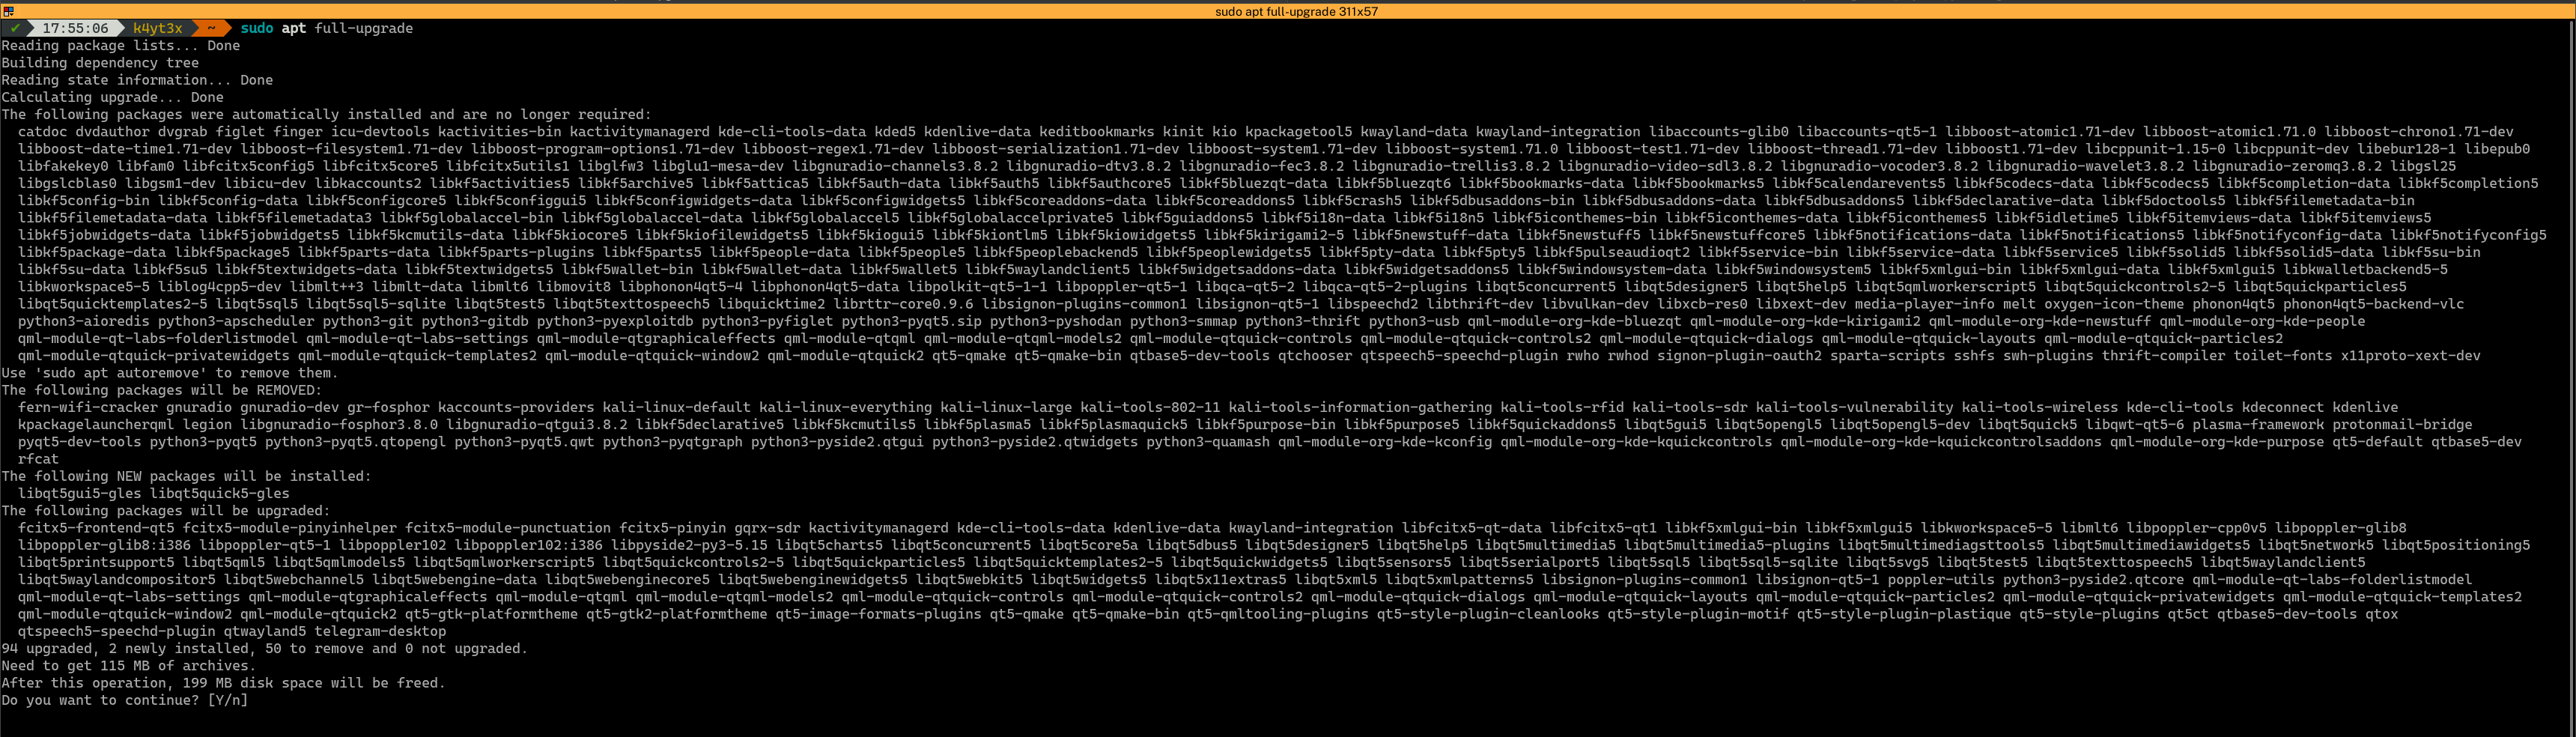 sudo apt full-upgrade 311x57
✔ 17:55:06 k4yt3x ~ sudo apt full-upgrade
Reading package lists... Done
Building dependency tree
Reading state information... Done
Calculating upgrade... Done
The following packages were automatically installed and are no longer required:
catdoc dvdauthor dvgrab figlet finger icu-devtools kactivities-bin kactivitymanagerd kde-cli-tools-data kded5 kdenlive-data keditbookmarks kinit kio kpackagetool5 kwayland-data kwayland-integration libaccounts-glib0 libaccounts-qt5-1 libboost-atomic1.71-dev libboost-atomic1.71.0 libboost-chrono1.71-dev
libboost-date-time1.71-dev libboost-filesystem1.71-dev libboost-program-options1.71-dev libboost-regex1.71-dev libboost-serialization1.71-dev libboost-system1.71-dev libboost-system1.71.0 libboost-test1.71-dev libboost-thread1.71-dev libboost1.71-dev libcppunit-1.15-0 libcppunit-dev libebur128-1 libepub0
libfakekey0 libfam0 libfcitx5config5 libfcitx5core5 libfcitx5utils1 libglfw3 libglu1-mesa-dev libgnuradio-channels3.8.2 libgnuradio-dtv3.8.2 libgnuradio-fec3.8.2 libgnuradio-trellis3.8.2 libgnuradio-video-sdl3.8.2 libgnuradio-vocoder3.8.2 libgnuradio-wavelet3.8.2 libgnuradio-zeromq3.8.2 libgsl25
libgslcblas0 libgsm1-dev libicu-dev libkaccounts2 libkf5activities5 libkf5archive5 libkf5attica5 libkf5auth-data libkf5auth5 libkf5authcore5 libkf5bluezqt-data libkf5bluezqt6 libkf5bookmarks-data libkf5bookmarks5 libkf5calendarevents5 libkf5codecs-data libkf5codecs5 libkf5completion-data libkf5completion5
libkf5config-bin libkf5config-data libkf5configcore5 libkf5configgui5 libkf5configwidgets-data libkf5configwidgets5 libkf5coreaddons-data libkf5coreaddons5 libkf5crash5 libkf5dbusaddons-bin libkf5dbusaddons-data libkf5dbusaddons5 libkf5declarative-data libkf5doctools5 libkf5filemetadata-bin
libkf5filemetadata-data libkf5filemetadata3 libkf5globalaccel-bin libkf5globalaccel-data libkf5globalaccel5 libkf5globalaccelprivate5 libkf5guiaddons5 libkf5i18n-data libkf5i18n5 libkf5iconthemes-bin libkf5iconthemes-data libkf5iconthemes5 libkf5idletime5 libkf5itemviews-data libkf5itemviews5
libkf5jobwidgets-data libkf5jobwidgets5 libkf5kcmutils-data libkf5kiocore5 libkf5kiofilewidgets5 libkf5kiogui5 libkf5kiontlm5 libkf5kiowidgets5 libkf5kirigami2-5 libkf5newstuff-data libkf5newstuff5 libkf5newstuffcore5 libkf5notifications-data libkf5notifications5 libkf5notifyconfig-data libkf5notifyconfig5
libkf5package-data libkf5package5 libkf5parts-data libkf5parts-plugins libkf5parts5 libkf5people-data libkf5people5 libkf5peoplebackend5 libkf5peoplewidgets5 libkf5pty-data libkf5pty5 libkf5pulseaudioqt2 libkf5service-bin libkf5service-data libkf5service5 libkf5solid5 libkf5solid5-data libkf5su-bin
libkf5su-data libkf5su5 libkf5textwidgets-data libkf5textwidgets5 libkf5wallet-bin libkf5wallet-data libkf5wallet5 libkf5waylandclient5 libkf5widgetsaddons-data libkf5widgetsaddons5 libkf5windowsystem-data libkf5windowsystem5 libkf5xmlgui-bin libkf5xmlgui-data libkf5xmlgui5 libkwalletbackend5-5
libkworkspace5-5 liblog4cpp5-dev libmlt++3 libmlt-data libmlt6 libmovit8 libphonon4qt5-4 libphonon4qt5-data libpolkit-qt5-1-1 libpoppler-qt5-1 libqca-qt5-2 libqca-qt5-2-plugins libqt5concurrent5 libqt5designer5 libqt5help5 libqt5qmlworkerscript5 libqt5quickcontrols2-5 libqt5quickparticles5
libqt5quicktemplates2-5 libqt5sql5 libqt5sql5-sqlite libqt5test5 libqt5texttospeech5 libquicktime2 librttr-core0.9.6 libsignon-plugins-common1 libsignon-qt5-1 libspeechd2 libthrift-dev libvulkan-dev libxcb-res0 libxext-dev media-player-info melt oxygen-icon-theme phonon4qt5 phonon4qt5-backend-vlc
python3-aioredis python3-apscheduler python3-git python3-gitdb python3-pyexploitdb python3-pyfiglet python3-pyqt5.sip python3-pyshodan python3-smmap python3-thrift python3-usb qml-module-org-kde-bluezqt qml-module-org-kde-kirigami2 qml-module-org-kde-newstuff qml-module-org-kde-people
qml-module-qt-labs-folderlistmodel qml-module-qt-labs-settings qml-module-qtgraphicaleffects qml-module-qtqml qml-module-qtqml-models2 qml-module-qtquick-controls qml-module-qtquick-controls2 qml-module-qtquick-dialogs qml-module-qtquick-layouts qml-module-qtquick-particles2
qml-module-qtquick-privatewidgets qml-module-qtquick-templates2 qml-module-qtquick-window2 qml-module-qtquick2 qt5-qmake qt5-qmake-bin qtbase5-dev-tools qtchooser qtspeech5-speechd-plugin rwho rwhod signon-plugin-oauth2 sparta-scripts sshfs swh-plugins thrift-compiler toilet-fonts x11proto-xext-dev
Use 'sudo apt autoremove' to remove them.
The following packages will be REMOVED:
fern-wifi-cracker gnuradio gnuradio-dev gr-fosphor kaccounts-providers kali-linux-default kali-linux-everything kali-linux-large kali-tools-802-11 kali-tools-information-gathering kali-tools-rfid kali-tools-sdr kali-tools-vulnerability kali-tools-wireless kde-cli-tools kdeconnect kdenlive
kpackagelauncherqml legion libgnuradio-fosphor3.8.0 libgnuradio-qtgui3.8.2 libkf5declarative5 libkf5kcmutils5 libkf5plasma5 libkf5plasmaquick5 libkf5purpose-bin libkf5purpose5 libkf5quickaddons5 libqt5gui5 libqt5opengl5 libqt5opengl5-dev libqt5quick5 libqwt-qt5-6 plasma-framework protonmail-bridge
pyqt5-dev-tools python3-pyqt5 python3-pyqt5.qtopengl python3-pyqt5.qwt python3-pyqtgraph python3-pyside2.qtgui python3-pyside2.qtwidgets python3-quamash qml-module-org-kde-kconfig qml-module-org-kde-kquickcontrols qml-module-org-kde-kquickcontrolsaddons qml-module-org-kde-purpose qt5-default qtbase5-dev
rfcat
The following NEW packages will be installed:
libqt5gui5-gles libqt5quick5-gles
The following packages will be upgraded:
fcitx5-frontend-qt5 fcitx5-module-pinyinhelper fcitx5-module-punctuation fcitx5-pinyin gqrx-sdr kactivitymanagerd kde-cli-tools-data kdenlive-data kwayland-integration libfcitx5-qt-data libfcitx5-qt1 libkf5xmlgui-bin libkf5xmlgui5 libkworkspace5-5 libmlt6 libpoppler-cpp0v5 libpoppler-glib8
libpoppler-glib8:i386 libpoppler-qt5-1 libpoppler102 libpoppler102:i386 libpyside2-py3-5.15 libqt5charts5 libqt5concurrent5 libqt5core5a libqt5dbus5 libqt5designer5 libqt5help5 libqt5multimedia5 libqt5multimedia5-plugins libqt5multimediagsttools5 libqt5multimediawidgets5 libqt5network5 libqt5positioning5
libqt5printsupport5 libqt5qml5 libqt5qmlmodels5 libqt5qmlworkerscript5 libqt5quickcontrols2-5 libqt5quickparticles5 libqt5quicktemplates2-5 libqt5quickwidgets5 libqt5sensors5 libqt5serialport5 libqt5sql5 libqt5sql5-sqlite libqt5svg5 libqt5test5 libqt5texttospeech5 libqt5waylandclient5
libqt5waylandcompositor5 libqt5webchannel5 libqt5webengine-data libqt5webenginecore5 libqt5webenginewidgets5 libqt5webkit5 libqt5widgets5 libqt5x11extras5 libqt5xml5 libqt5xmlpatterns5 libsignon-plugins-common1 libsignon-qt5-1 poppler-utils python3-pyside2.qtcore qml-module-qt-labs-folderlistmodel
qml-module-qt-labs-settings qml-module-qtgraphicaleffects qml-module-qtqml qml-module-qtqml-models2 qml-module-qtquick-controls qml-module-qtquick-controls2 qml-module-qtquick-dialogs qml-module-qtquick-layouts qml-module-qtquick-particles2 qml-module-qtquick-privatewidgets qml-module-qtquick-templates2
qml-module-qtquick-window2 qml-module-qtquick2 qt5-gtk-platformtheme qt5-gtk2-platformtheme qt5-image-formats-plugins qt5-qmake qt5-qmake-bin qt5-qmltooling-plugins qt5-style-plugin-cleanlooks qt5-style-plugin-motif qt5-style-plugin-plastique qt5-style-plugins qt5ct qtbase5-dev-tools qtox
qtspeech5-speechd-plugin qtwayland5 telegram-desktop
94 upgraded, 2 newly installed, 50 to remove and 0 not upgraded.
Need to get 115 MB of archives.
After this operation, 199 MB disk space will be freed.
Do you want to continue? [Y/n]